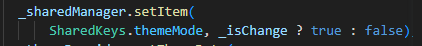 _sharedManager.setItem(
SharedKeys.themeMode, _isChange ? true : false)